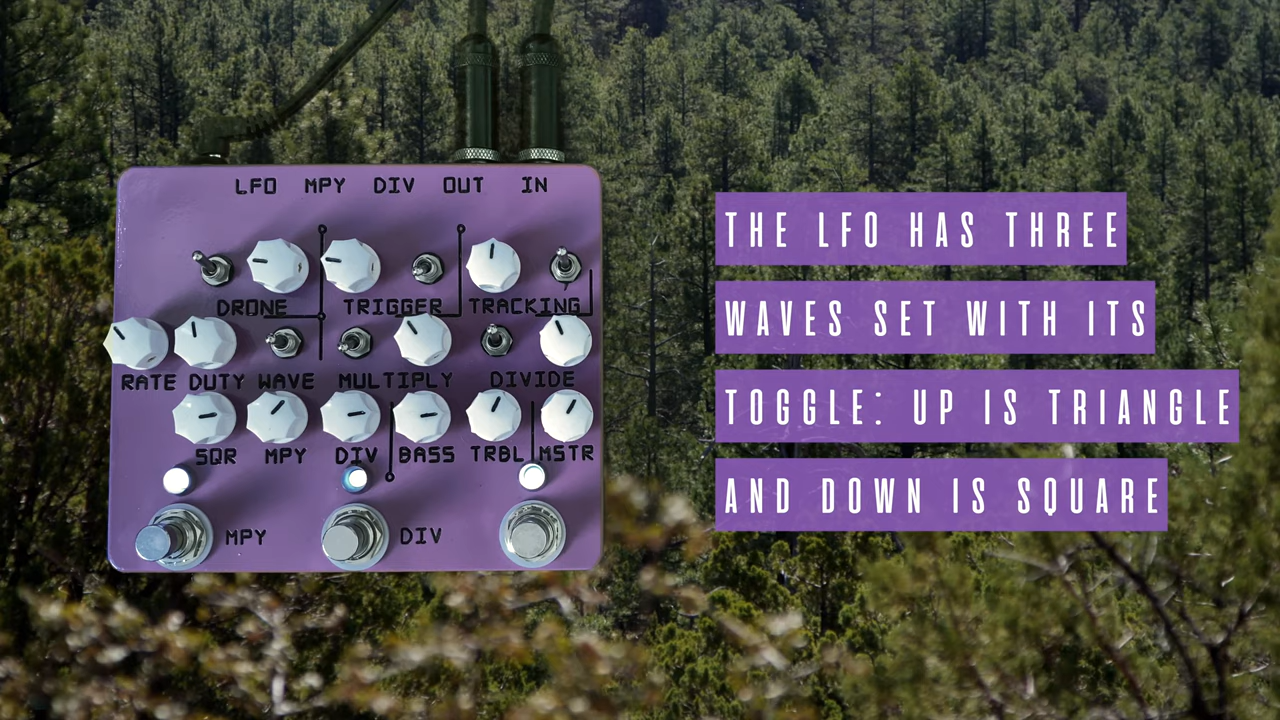 LFO MPY DIV OUT IN
DRONE TRIGGER TRACKING
RATE DUTY WAVE MULTIPLY DIVIDE
SQR MPY DIV BASS TRBL MSTR
MPY DIV
THE LFO HAS THREE
WAVES SET WITH ITS
TOGGLE: UP IS TRIANGLE
AND DOWN IS SQUARE